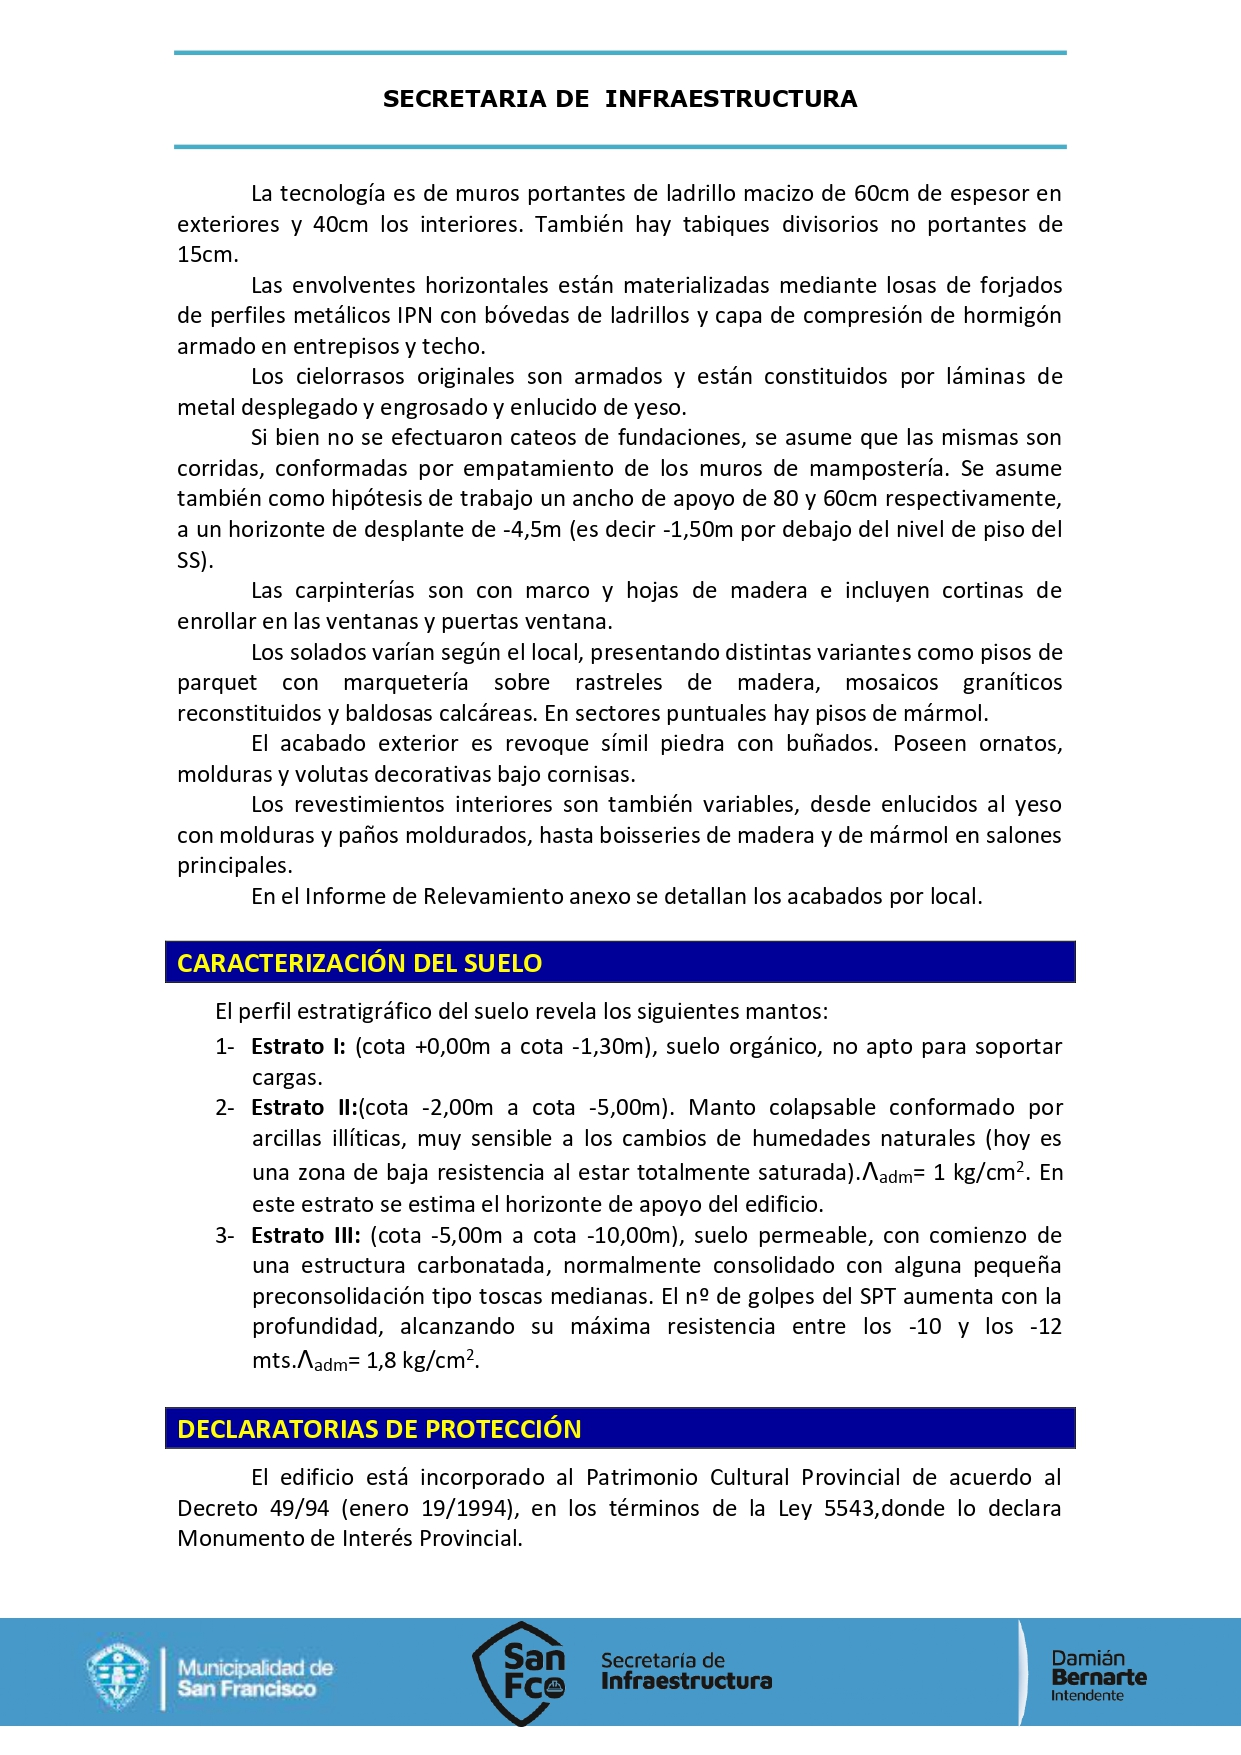 SECRETARIA DE  INFRAESTRUCTURA
La tecnología es de muros portantes de ladrillo macizo de 60cm de espesor en
exteriores y 40cm los interiores. También hay tabiques divisorios no portantes de
15cm.
Las envolventes horizontales están materializadas mediante losas de forjados
de perfiles metálicos IPN con bóvedas de ladrillos y capa de compresión de hormigón
armado en entrepisos y techo.
Los cielorrasos originales son armados y están constituidos por láminas de
metal desplegado y engrosado y enlucido de yeso.
Si bien no se efectuaron cateos de fundaciones, se asume que las mismas son
corridas, conformadas por empatamiento de los muros de mampostería. Se asume
también como hipótesis de trabajo un ancho de apoyo de 80 y 60cm respectivamente,
a un horizonte de desplante de -4,5m (es decir -1,50m por debajo del nivel de piso del
SS).
Las carpinterías son con marco y hojas de madera e incluyen cortinas de
enrollar en las ventanas y puertas ventana.
Los solados varían según el local, presentando distintas variantes como pisos de
parquet con marquetería sobre rastreles de madera, mosaicos graníticos
reconstituidos y baldosas calcáreas. En sectores puntuales hay pisos de mármol.
El acabado exterior es revoque símil piedra con buñados. Poseen ornatos,
molduras y volutas decorativas bajo cornisas.
Los revestimientos interiores son también variables, desde enlucidos al yeso
con molduras y paños moldurados, hasta boisseries de madera y de mármol en salones
principales.
En el Informe de Relevamiento anexo se detallan los acabados por local.
CARACTERIZACIÓN DEL SUELO
El perfil estratigráfico del suelo revela los siguientes mantos:
1- Estrato I: (cota +0,00m a cota -1,30m), suelo orgánico, no apto para soportar
cargas.
2- Estrato II:(cota -2,00m a cota -5,00m). Manto colapsable conformado por
arcillas illíticas, muy sensible a los cambios de humedades naturales (hoy es
una zona de baja resistencia al estar totalmente saturada).Λadm= 1 kg/cm². En
este estrato se estima el horizonte de apoyo del edificio.
3- Estrato III: (cota -5,00m a cota -10,00m), suelo permeable, con comienzo de
una estructura carbonatada, normalmente consolidado con alguna pequeña
preconsolidación tipo toscas medianas. El nº de golpes del SPT aumenta con la
profundidad, alcanzando su máxima resistencia entre los -10 y los -12
mts.Λadm= 1,8 kg/cm².
DECLARATORIAS DE PROTECCIÓN
El edificio está incorporado al Patrimonio Cultural Provincial de acuerdo al
Decreto 49/94 (enero 19/1994), en los términos de la Ley 5543,donde lo declara
Monumento de Interés Provincial.
Municipalidad de
San Francisco
San
Fco
Secretaría de
Infraestructura
Damián
Bernarte
Intendente